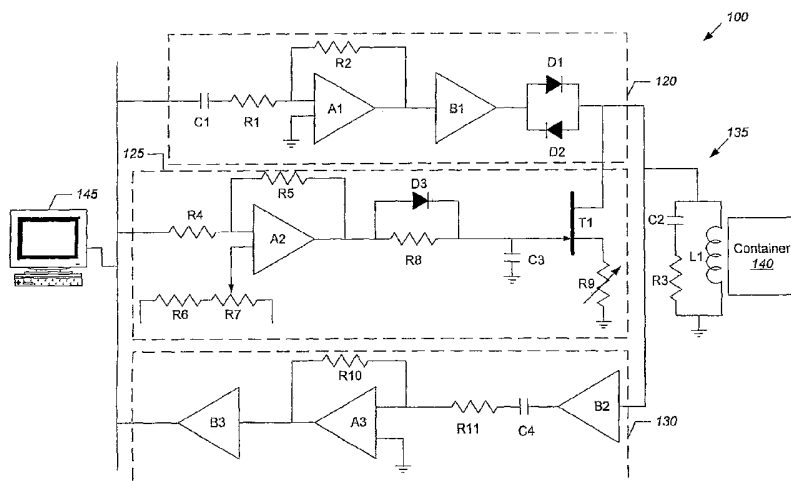 100
R2
D1
120
C1
R1
A1
B1
D2
125
135
145
R5
D3
R4
A2
R8
T1
C2
L1
Container
140
C3
R9
R3
R6
R7
R10
B3
A3
R11
C4
B2
130